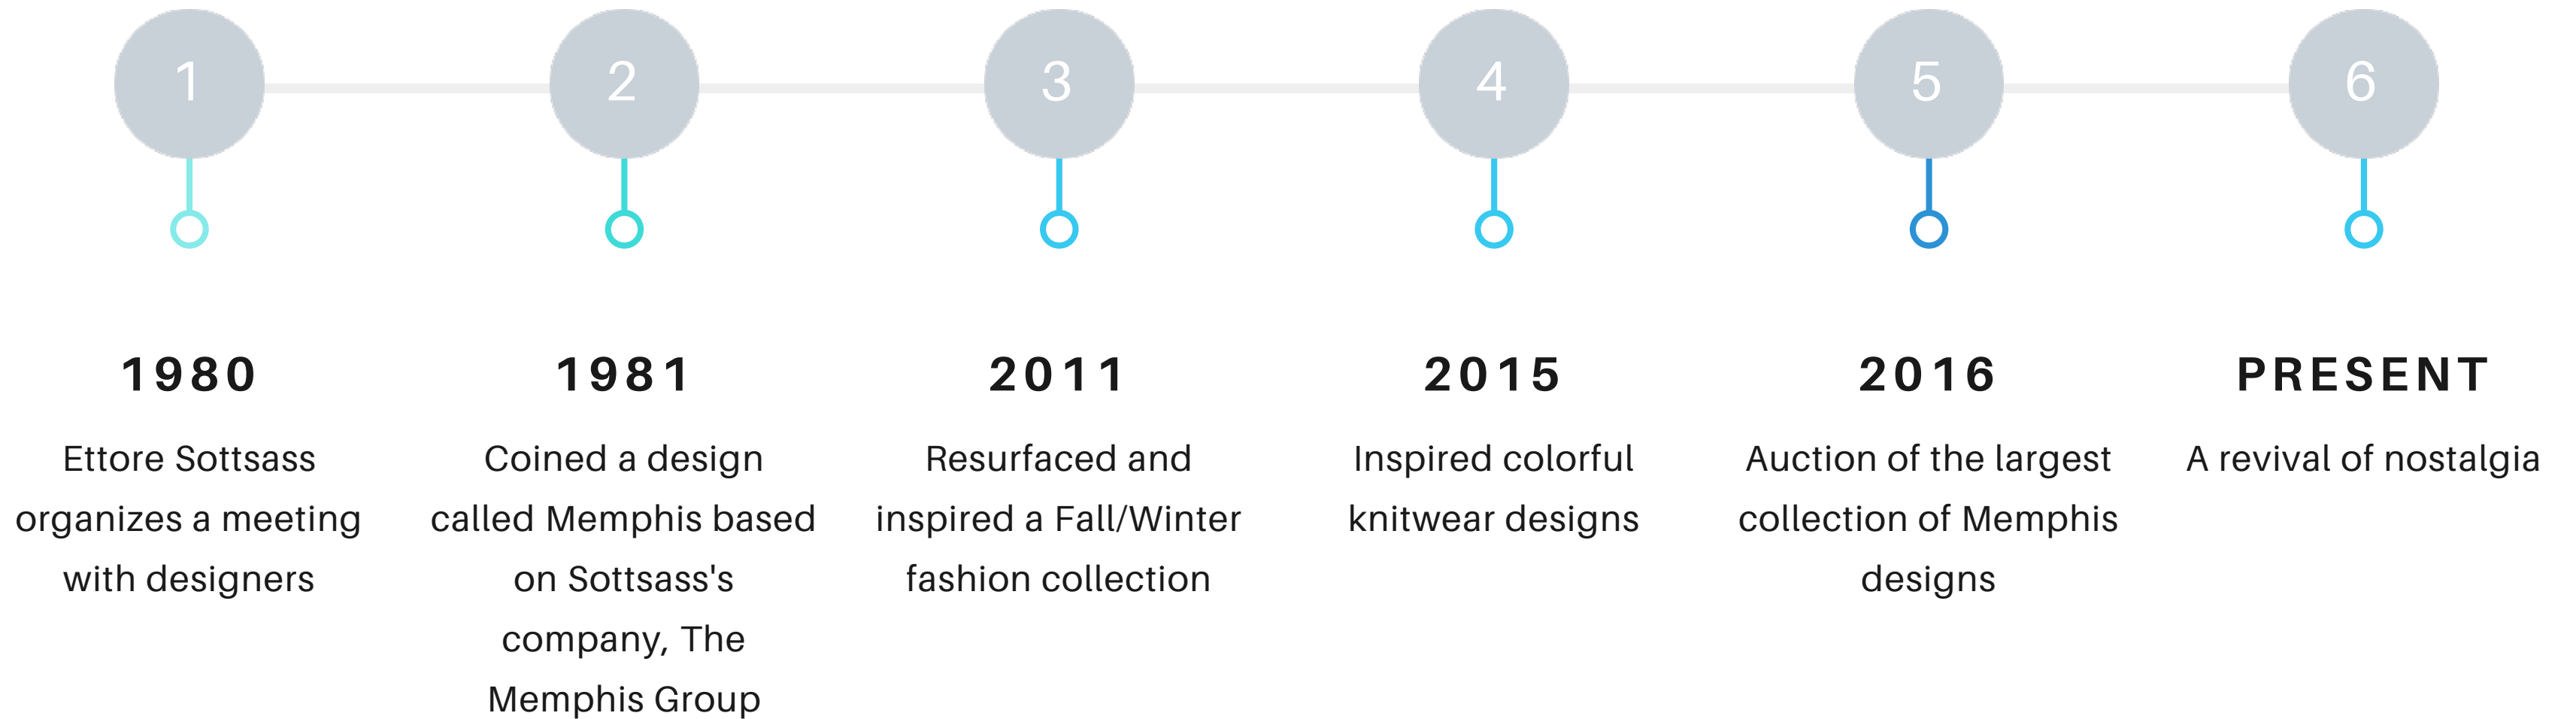 1
2
3
4
5
6
1980
Ettore Sottsass
organizes a meeting
with designers
1981
Coined a design
called Memphis based
on Sottsass's
company, The
Memphis Group
2011
Resurfaced and
inspired a Fall/Winter
fashion collection
2015
Inspired colorful
knitwear designs
2016
Auction of the largest
collection of Memphis
designs
PRESENT
A revival of nostalgia